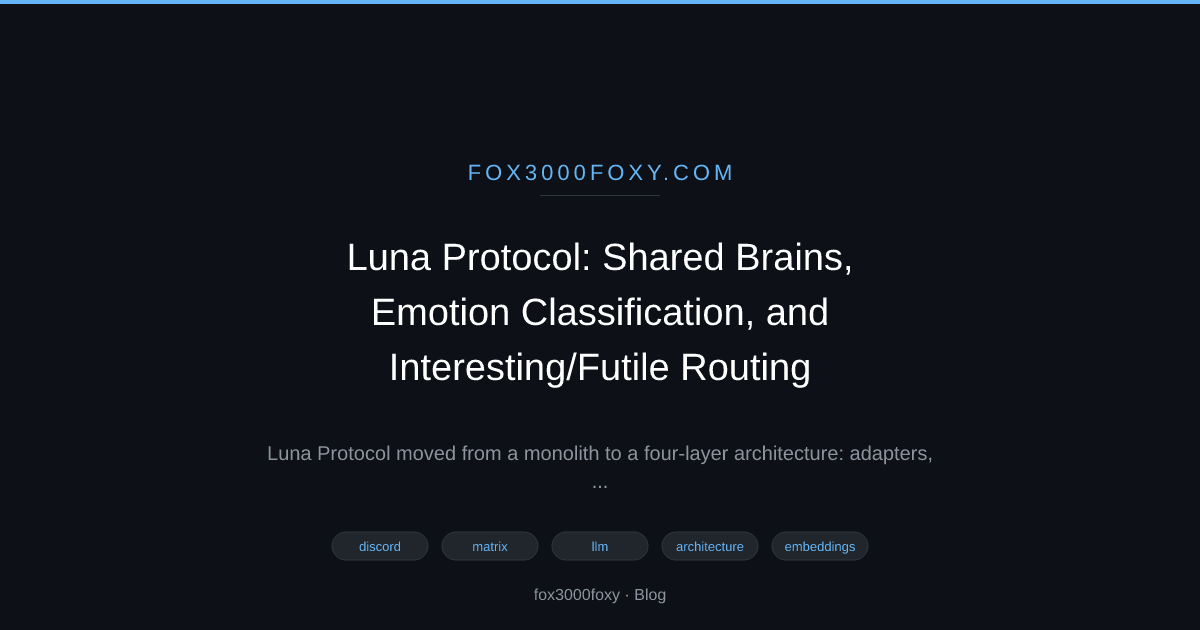 FOX3000FOXY.COM
Luna Protocol: Shared Brains,
Emotion Classification, and
Interesting/Futile Routing
Luna Protocol moved from a monolith to a four-layer architecture: adapters,
...
discord matrix llm architecture embeddings
fox3000foxy · Blog